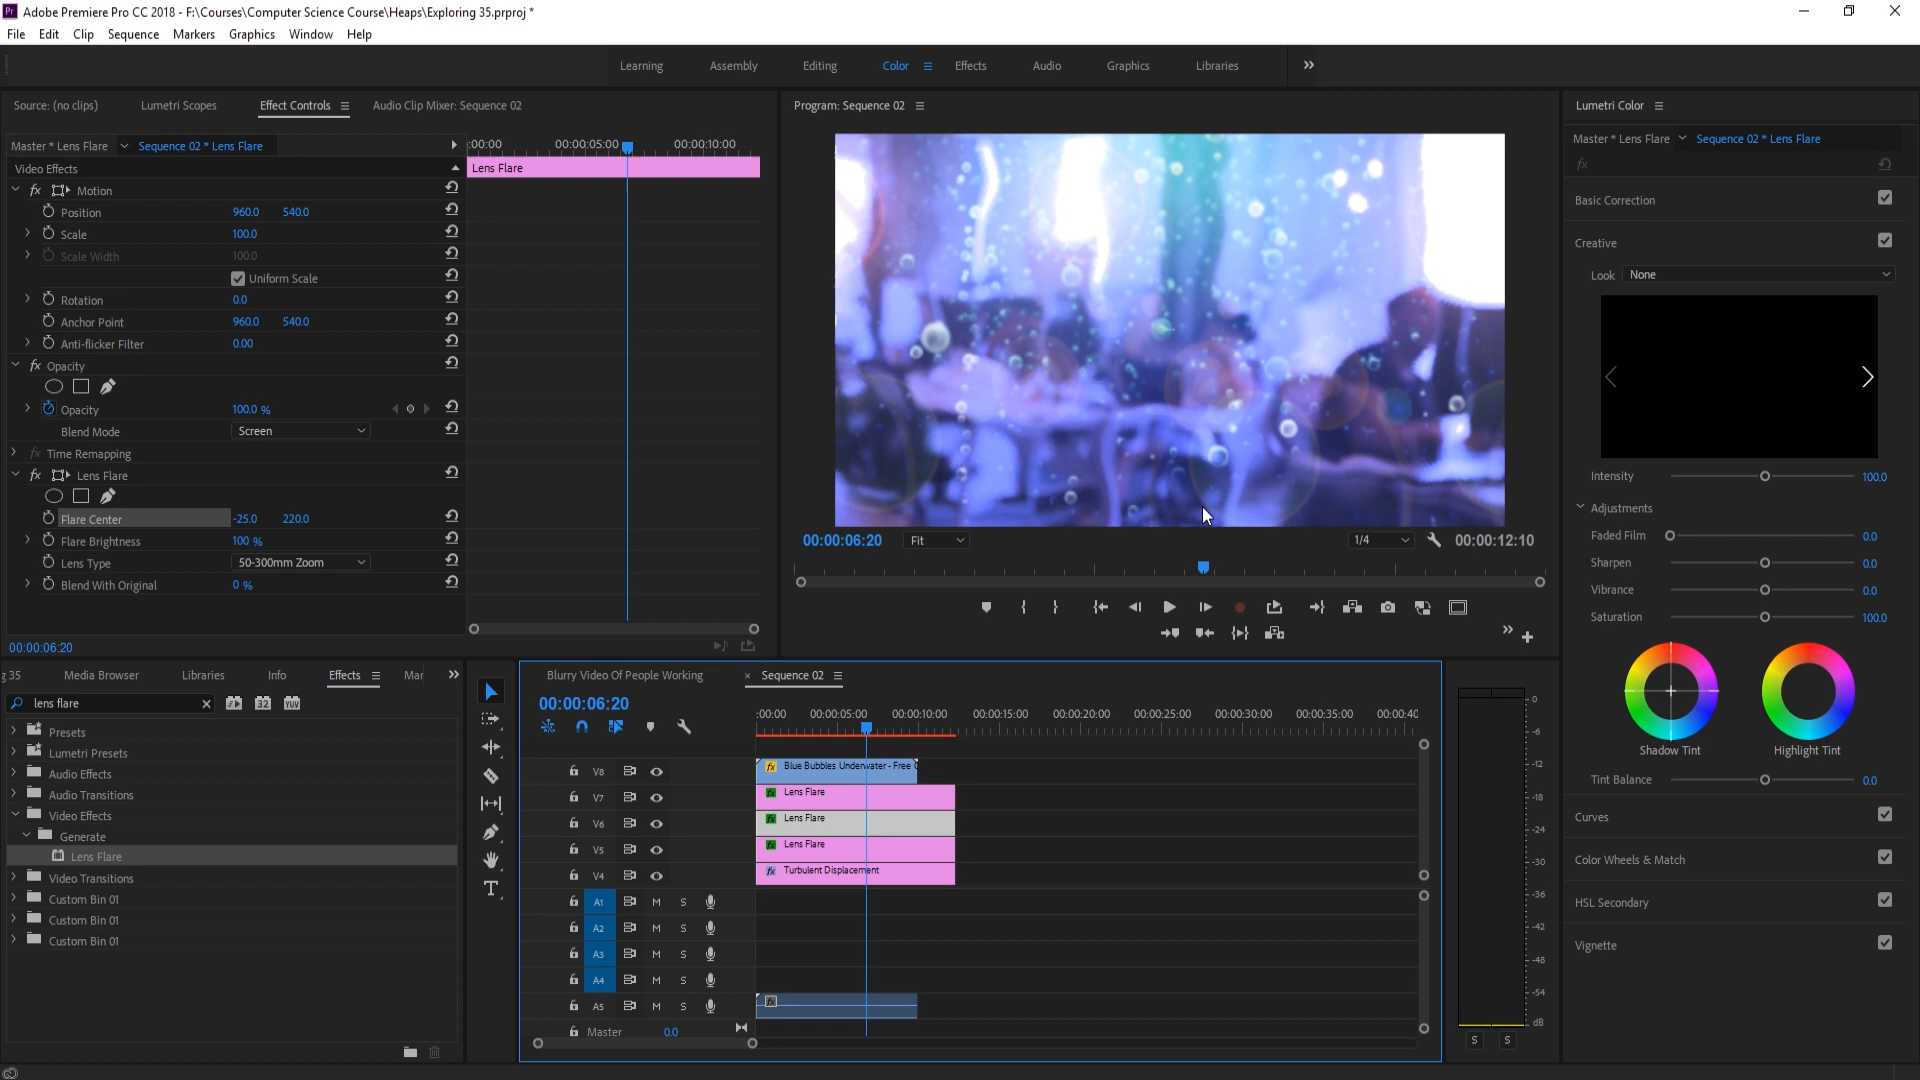 Adobe Premiere Pro CC 2018 - F:\Courses\Computer Science Course\Heaps\Exploring 35.prproj *
File Edit Clip Sequence Markers Graphics Window Help
Learning Assembly Editing Color Effects Audio Graphics Libraries
Source: (no clips) Lumetri Scopes Effect Controls Audio Clip Mixer: Sequence 02
Master * Lens Flare Sequence 02 * Lens Flare
:00:00 00:00:05:00 00:00:10:00
Video Effects
Lens Flare
fx Motion
Position 960.0 540.0
Scale 100.0
Scale Width 100.0
Uniform Scale
Rotation 0.0
Anchor Point 960.0 540.0
Anti-flicker Filter 0.00
fx Opacity
Opacity 100.0 %
Blend Mode Screen
fx Time Remapping
fx Lens Flare
Flare Center -25.0 220.0
Flare Brightness 100 %
Lens Type 50-300mm Zoom
Blend With Original 0 %
00:00:06:20
Program: Sequence 02
00:00:06:20 Fit 1/4 00:00:12:10
Lumetri Color
Master * Lens Flare Sequence 02 * Lens Flare
fx
Basic Correction
Creative
Look None
Intensity 100.0
Adjustments
Faded Film 0.0
Sharpen 0.0
Vibrance 0.0
Saturation 100.0
Shadow Tint Highlight Tint
Tint Balance 0.0
Curves
Color Wheels & Match
HSL Secondary
Vignette
35 Media Browser Libraries Info Effects Mar
lens flare
32 YUV
Presets
Lumetri Presets
Audio Effects
Audio Transitions
Video Effects
Generate
Lens Flare
Video Transitions
Custom Bin 01
Custom Bin 01
Custom Bin 01
Blurry Video Of People Working × Sequence 02
00:00:06:20
:00:00 00:00:05:00 00:00:10:00 00:00:15:00 00:00:20:00 00:00:25:00 00:00:30:00 00:00:35:00 00:00:40
V8 fx Blue Bubbles Underwater - Free
V7 fx Lens Flare
V6 fx Lens Flare
V5 fx Lens Flare
V4 fx Turbulent Displacement
A1 M S
A2 M S
A3 M S
A4 M S
A5 M S fx
Master 0.0
0
-6
-12
-18
-24
-30
-36
-42
-48
-54
dB
S S